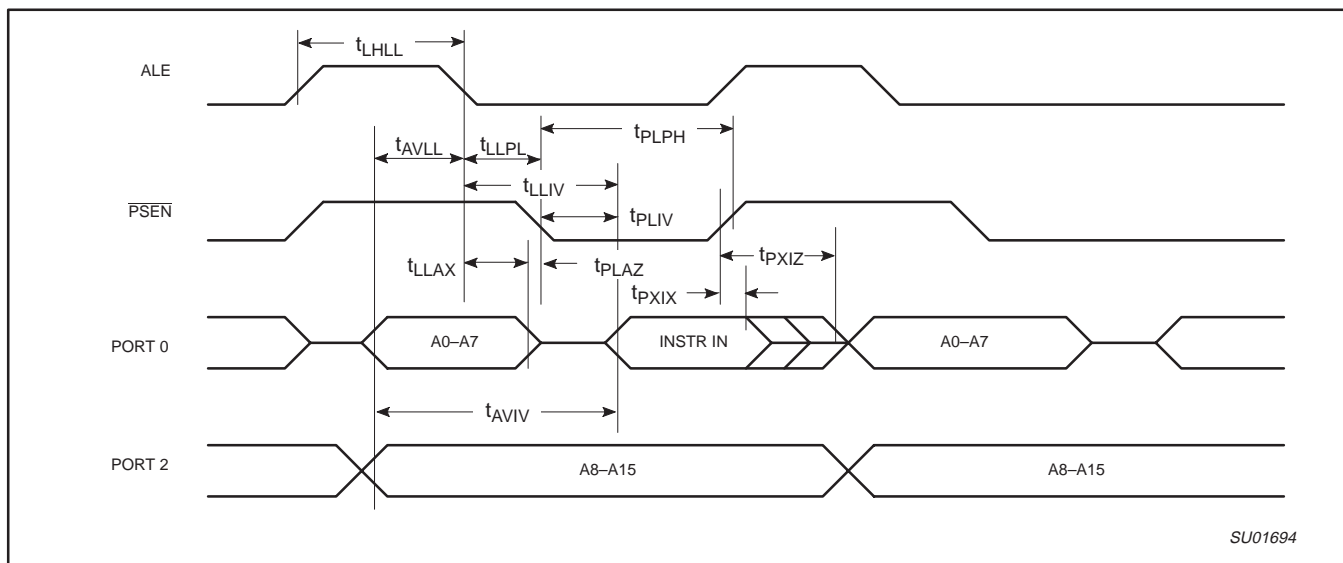 tLHLL
ALE
tPLPH
tAVLL
tLLPL
tLLIV
PSEN
tPLIV
tLLAX
tPLAZ
tPXIZ
tPXIX
PORT 0
A0–A7
INSTR IN
A0–A7
tAVIV
PORT 2
A8–A15
A8–A15
SU01694